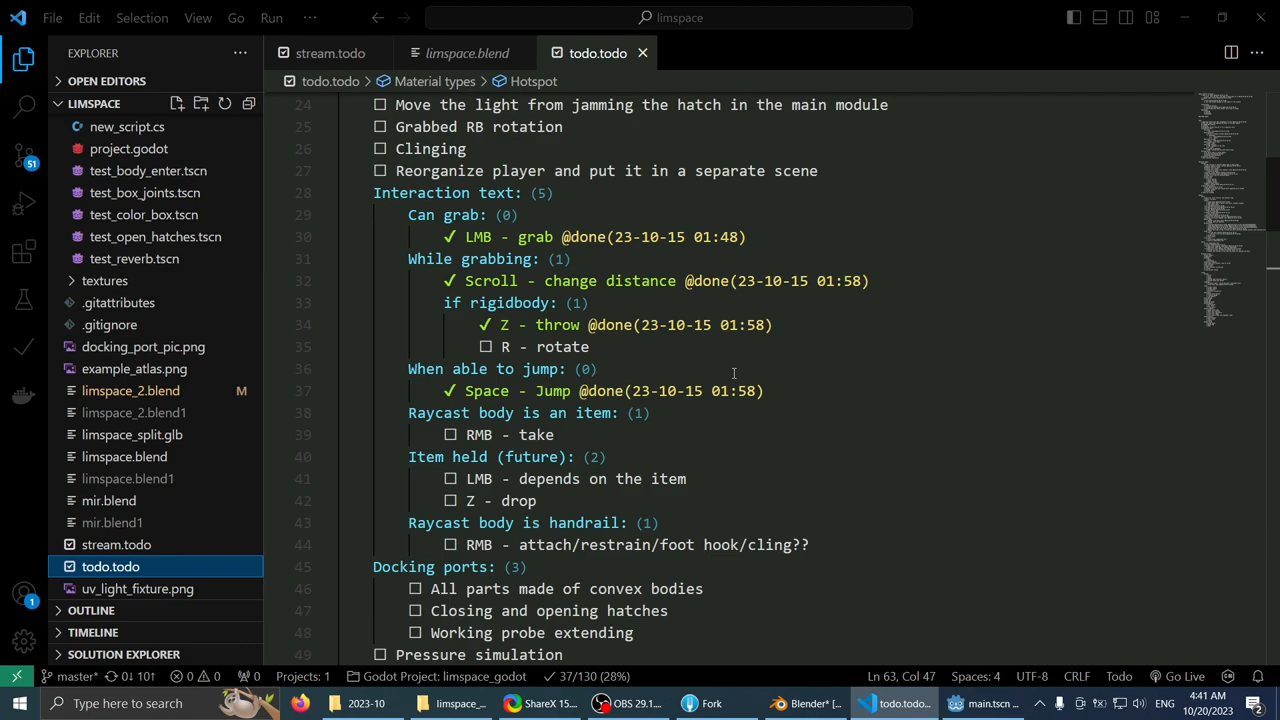 File Edit Selection View Go Run ··· limspace
EXPLORER ···
stream.todo limspace.blend todo.todo
todo.todo > Material types > Hotspot
OPEN EDITORS
LIMSPACE
new_script.cs
project.godot
test_body_enter.tscn
test_box_joints.tscn
test_color_box.tscn
test_open_hatches.tscn
test_reverb.tscn
textures
.gitattributes
.gitignore
docking_port_pic.png
example_atlas.png
limspace_2.blend M
limspace_2.blend1
limspace_split.glb
limspace.blend
limspace.blend1
mir.blend
mir.blend1
stream.todo
todo.todo
uv_light_fixture.png
OUTLINE
TIMELINE
SOLUTION EXPLORER
51
1
24 ☐ Move the light from jamming the hatch in the main module
25 ☐ Grabbed RB rotation
26 ☐ Clinging
27 ☐ Reorganize player and put it in a separate scene
28 Interaction text: (5)
29 Can grab: (0)
30 ✓ LMB - grab @done(23-10-15 01:48)
31 While grabbing: (1)
32 ✓ Scroll - change distance @done(23-10-15 01:58)
33 if rigidbody: (1)
34 ✓ Z - throw @done(23-10-15 01:58)
35 ☐ R - rotate
36 When able to jump: (0)
37 ✓ Space - Jump @done(23-10-15 01:58)
38 Raycast body is an item: (1)
39 ☐ RMB - take
40 Item held (future): (2)
41 ☐ LMB - depends on the item
42 ☐ Z - drop
43 Raycast body is handrail: (1)
44 ☐ RMB - attach/restrain/foot hook/cling??
45 Docking ports: (3)
46 ☐ All parts made of convex bodies
47 ☐ Closing and opening hatches
48 ☐ Working probe extending
49 ☐ Pressure simulation
master* 0↓ 10↑ 0 0 0 Projects: 1 Godot Project: limspace_godot 37/130 (28%) Ln 63, Col 47 Spaces: 4 UTF-8 CRLF Todo Go Live
Type here to search 2023-10 limspace_... ShareX 15.... OBS 29.1.... Fork Blender* [... todo.todo... main.tscn ... ENG 4:41 AM 10/20/2023 2